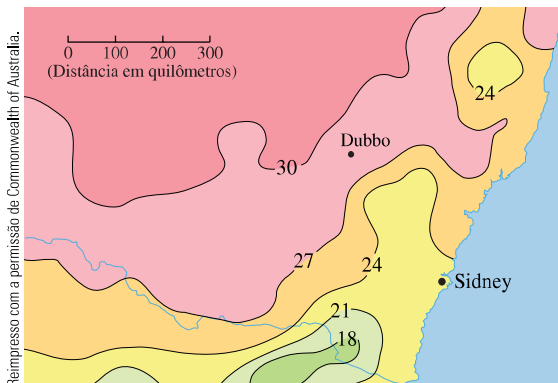 Reimpresso com a permissão de Commonwealth of Australia.
0 100 200 300
(Distância em quilômetros)
24
Dubbo
30
27
24
Sidney
21
18